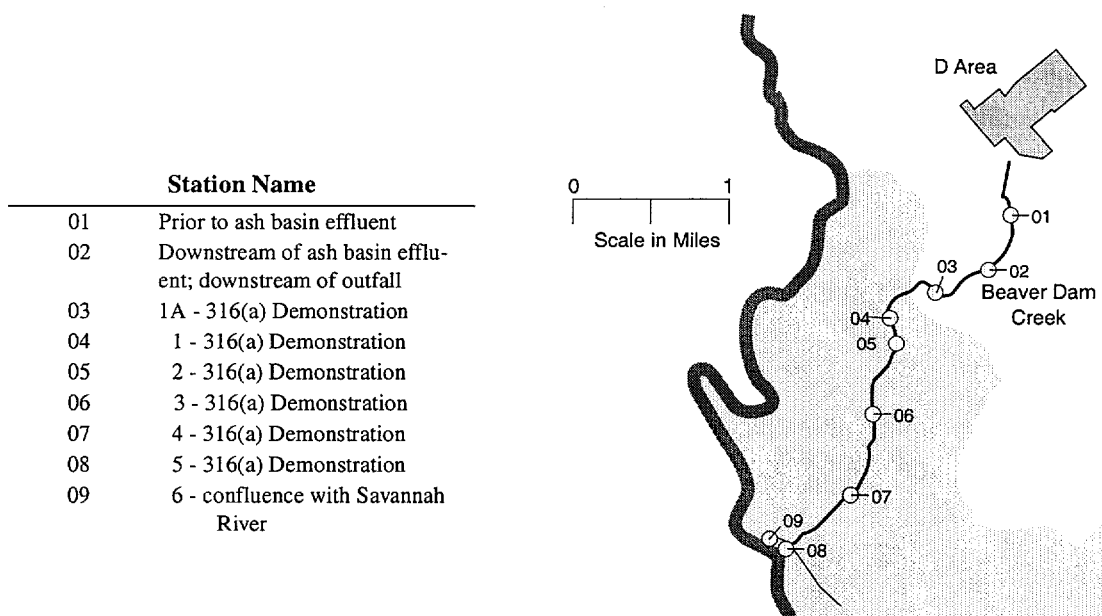 Station Name
01 Prior to ash basin effluent
02 Downstream of ash basin efflu-
ent; downstream of outfall
03 1A - 316(a) Demonstration
04 1 - 316(a) Demonstration
05 2 - 316(a) Demonstration
06 3 - 316(a) Demonstration
07 4 - 316(a) Demonstration
08 5 - 316(a) Demonstration
09 6 - confluence with Savannah
River
D Area
0 1
Scale in Miles
01
02
03
Beaver Dam
Creek
04
05
06
07
09
08